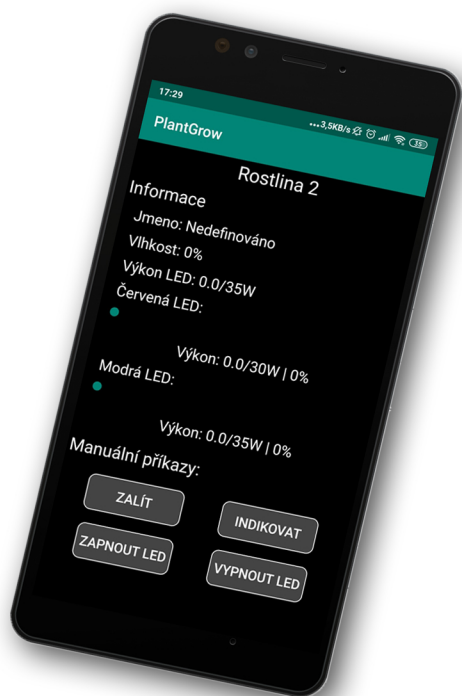 17:29
...3,5KB/s 35
PlantGrow
Rostlina 2
Informace
Jmeno: Nedefinováno
Vlhkost: 0%
Výkon LED: 0.0/35W
Červená LED:
Výkon: 0.0/30W | 0%
Modrá LED:
Výkon: 0.0/35W | 0%
Manuální příkazy:
ZALÍT
INDIKOVAT
ZAPNOUT LED
VYPNOUT LED